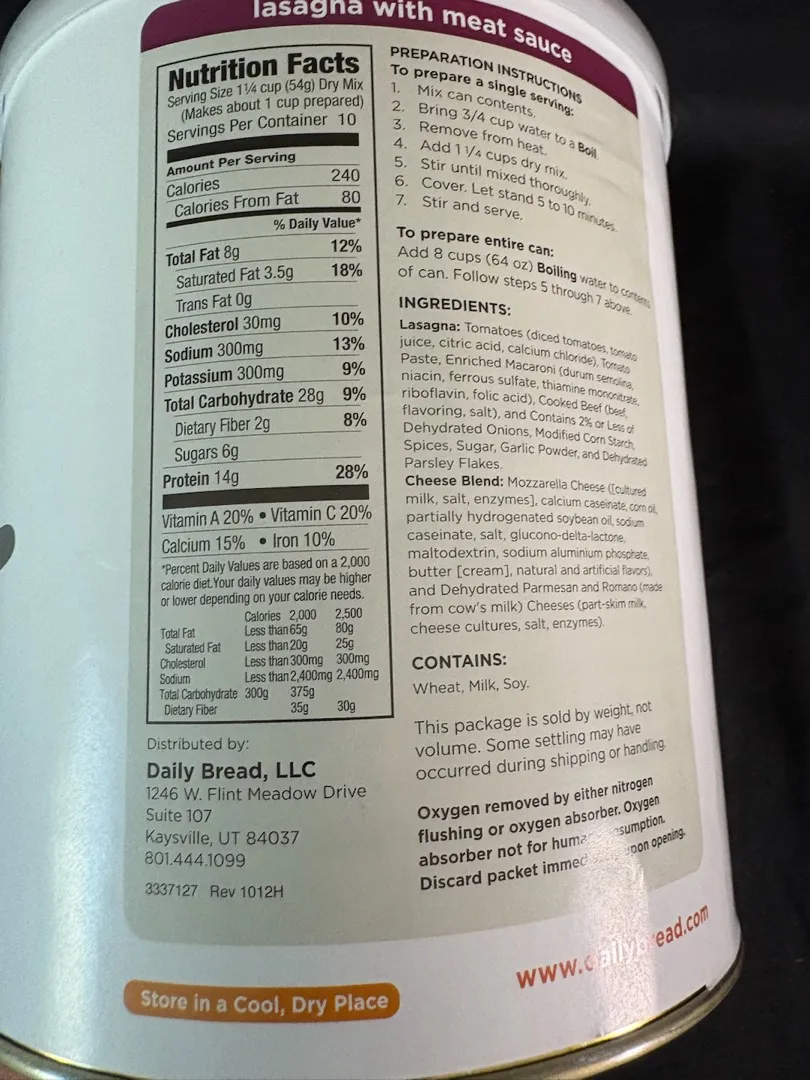 lasagna with meat sauce
Nutrition Facts
Serving Size 1 1/4 cup (54g) Dry Mix
(Makes about 1 cup prepared)
Servings Per Container 10
Amount Per Serving
Calories 240
Calories From Fat 80
% Daily Value*
Total Fat 8g 12%
Saturated Fat 3.5g 18%
Trans Fat 0g
Cholesterol 30mg 10%
Sodium 300mg 13%
Potassium 300mg 9%
Total Carbohydrate 28g 9%
Dietary Fiber 2g 8%
Sugars 6g
Protein 14g 28%
Vitamin A 20% • Vitamin C 20%
Calcium 15% • Iron 10%
*Percent Daily Values are based on a 2,000
calorie diet.Your daily values may be higher
or lower depending on your calorie needs.
Calories 2,000 2,500
Total Fat Less than 65g 80g
Saturated Fat Less than 20g 25g
Cholesterol Less than 300mg 300mg
Sodium Less than 2,400mg 2,400mg
Total Carbohydrate 300g 375g
Dietary Fiber 35g 30g
Distributed by:
Daily Bread, LLC
1246 W. Flint Meadow Drive
Suite 107
Kaysville, UT 84037
801.444.1099
3337127 Rev 1012H
PREPARATION INSTRUCTIONS
To prepare a single serving:
1. Mix can contents.
2. Bring 3/4 cup water to a Boil.
3. Remove from heat.
4. Add 1 1/4 cups dry mix.
5. Stir until mixed thoroughly.
6. Cover. Let stand 5 to 10 minutes.
7. Stir and serve.
To prepare entire can:
Add 8 cups (64 oz) Boiling water to contents
of can. Follow steps 5 through 7 above.
INGREDIENTS:
Lasagna: Tomatoes (diced tomatoes, tomato
juice, citric acid, calcium chloride), Tomato
Paste, Enriched Macaroni (durum semolina,
niacin, ferrous sulfate, thiamine mononitrate,
riboflavin, folic acid), Cooked Beef (beef,
flavoring, salt), and Contains 2% or Less of
Dehydrated Onions, Modified Corn Starch,
Spices, Sugar, Garlic Powder, and Dehydrated
Parsley Flakes.
Cheese Blend: Mozzarella Cheese ([cultured
milk, salt, enzymes], calcium caseinate, corn oil,
partially hydrogenated soybean oil, sodium
caseinate, salt, glucono-delta-lactone,
maltodextrin, sodium aluminium phosphate,
butter [cream], natural and artificial flavors),
and Dehydrated Parmesan and Romano (made
from cow's milk) Cheeses (part-skim milk,
cheese cultures, salt, enzymes).
CONTAINS:
Wheat, Milk, Soy.
This package is sold by weight, not
volume. Some settling may have
occurred during shipping or handling.
Oxygen removed by either nitrogen
flushing or oxygen absorber. Oxygen
absorber not for
Discard packet opening.
Store in a Cool, Dry Place